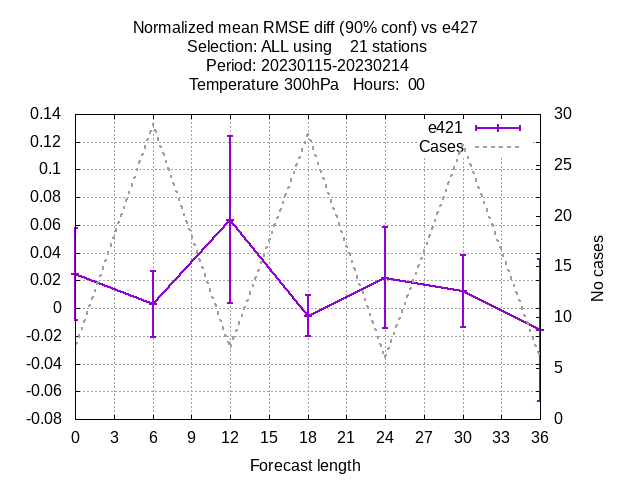 Normalized mean RMSE diff (90% conf) vs e427
Selection: ALL using    21 stations
Period: 20230115-20230214
Temperature 300hPa   Hours:  00
0.14
0.12
0.1
0.08
0.06
0.04
0.02
0
-0.02
-0.04
-0.06
-0.08
30
25
20
15
10
5
0
e421
Cases
No cases
0 3 6 9 12 15 18 21 24 27 30 33 36
Forecast length